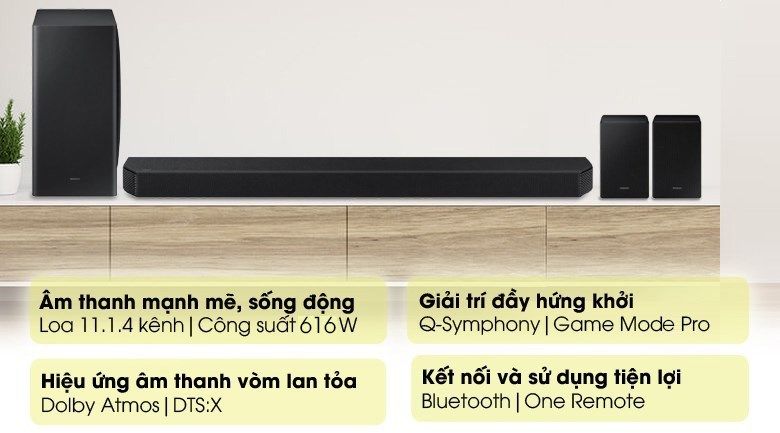 Âm thanh mạnh mẽ, sống động
Loa 11.1.4 kênh | Công suất 616W
Giải trí đầy hứng khởi
Q-Symphony | Game Mode Pro
Hiệu ứng âm thanh vòm lan tỏa
Dolby Atmos | DTS:X
Kết nối và sử dụng tiện lợi
Bluetooth | One Remote